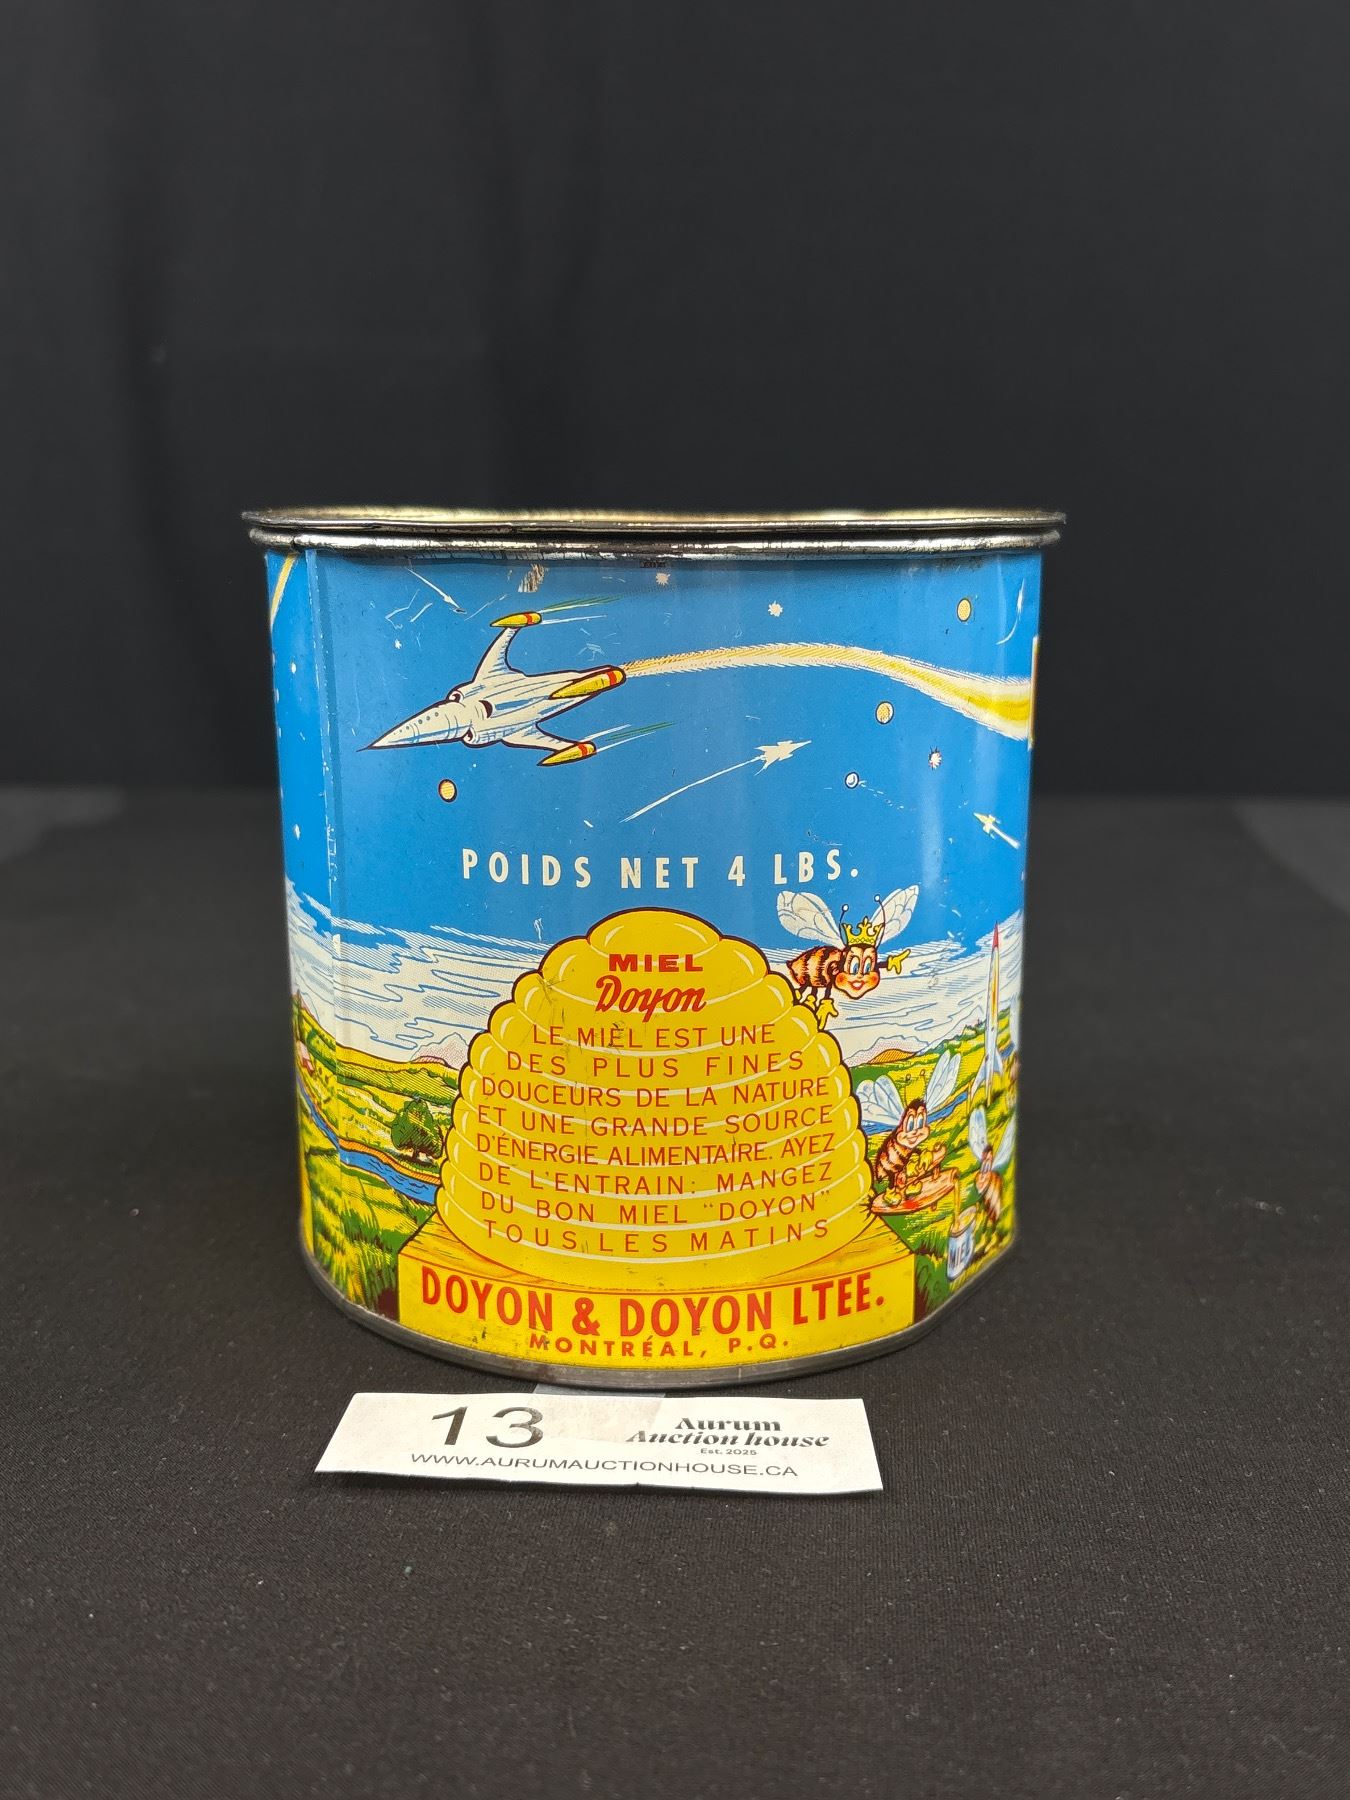 POIDS NET 4 LBS.
MIEL
Doyon
LE MIEL EST UNE
DES PLUS FINES
DOUCEURS DE LA NATURE
ET UNE GRANDE SOURCE
D'ÉNERGIE ALIMENTAIRE. AYEZ
DE L'ENTRAIN: MANGEZ
DU BON MIEL "DOYON"
TOUS LES MATINS
DOYON & DOYON LTEE.
MONTRÉAL, P.Q.
MIEL
13
Aurum
Auction house
Est. 2025
WWW.AURUMAUCTIONHOUSE.CA